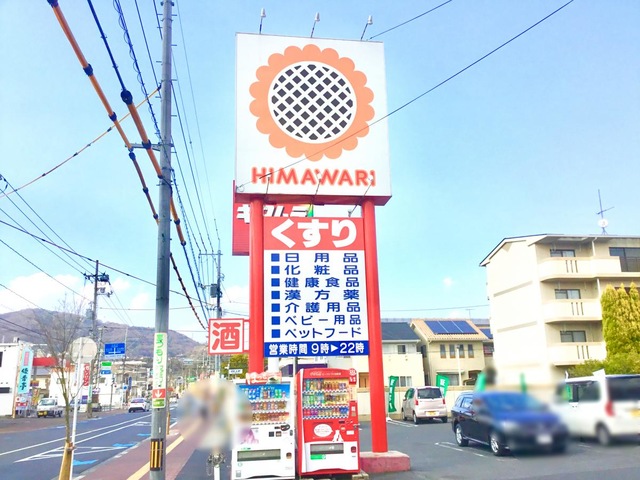 HIMAWARI
くすり
■日用品
■化粧品
■健康食品
■漢方薬
■介護用品
■ベビー用品
■ペットフード
営業時間 9時▶22時
酒